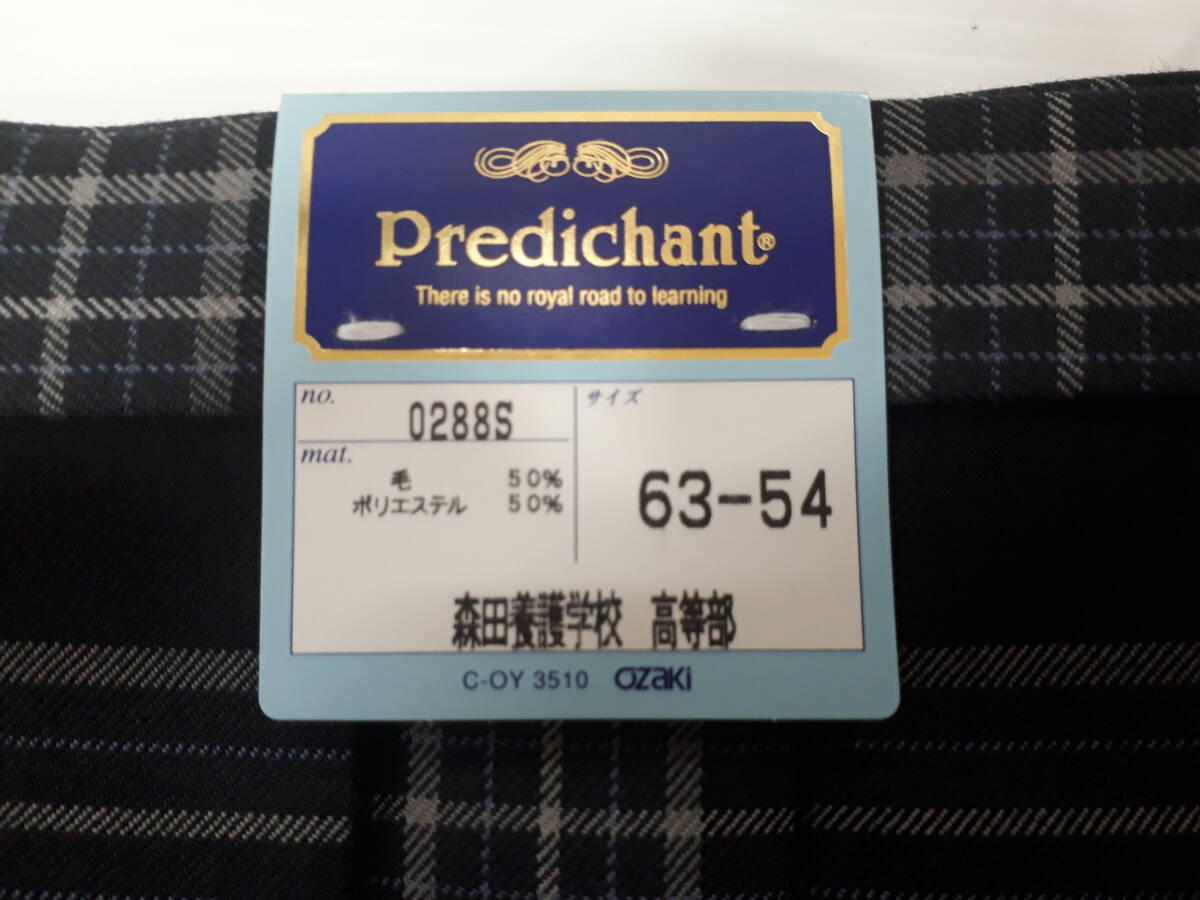 Predichant®
There is no royal road to learning
no.
0288S
mat.
毛 50%
ポリエステル 50%
サイズ
63-54
森田養護学校 高等部
C-OY 3510 OZAKI